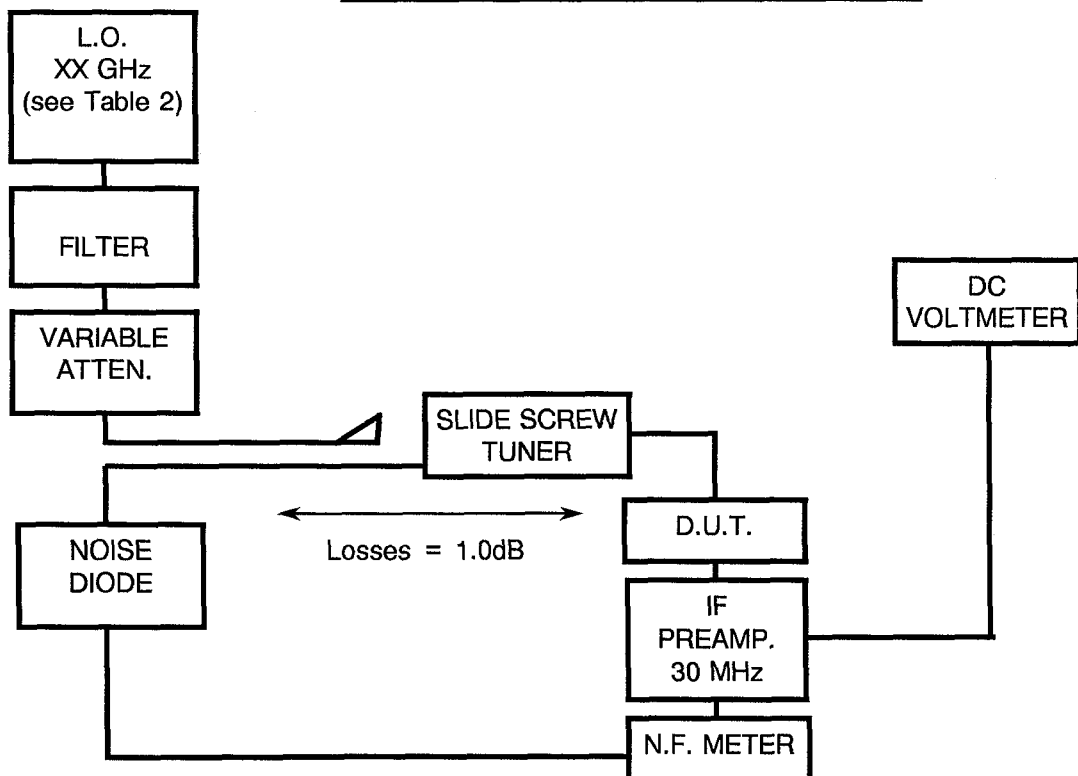 L.O.
XX GHz
(see Table 2)
FILTER
VARIABLE
ATTEN.
DC
VOLTMETER
SLIDE SCREW
TUNER
NOISE
DIODE
Losses = 1.0dB
D.U.T.
IF
PREAMP.
30 MHz
N.F. METER